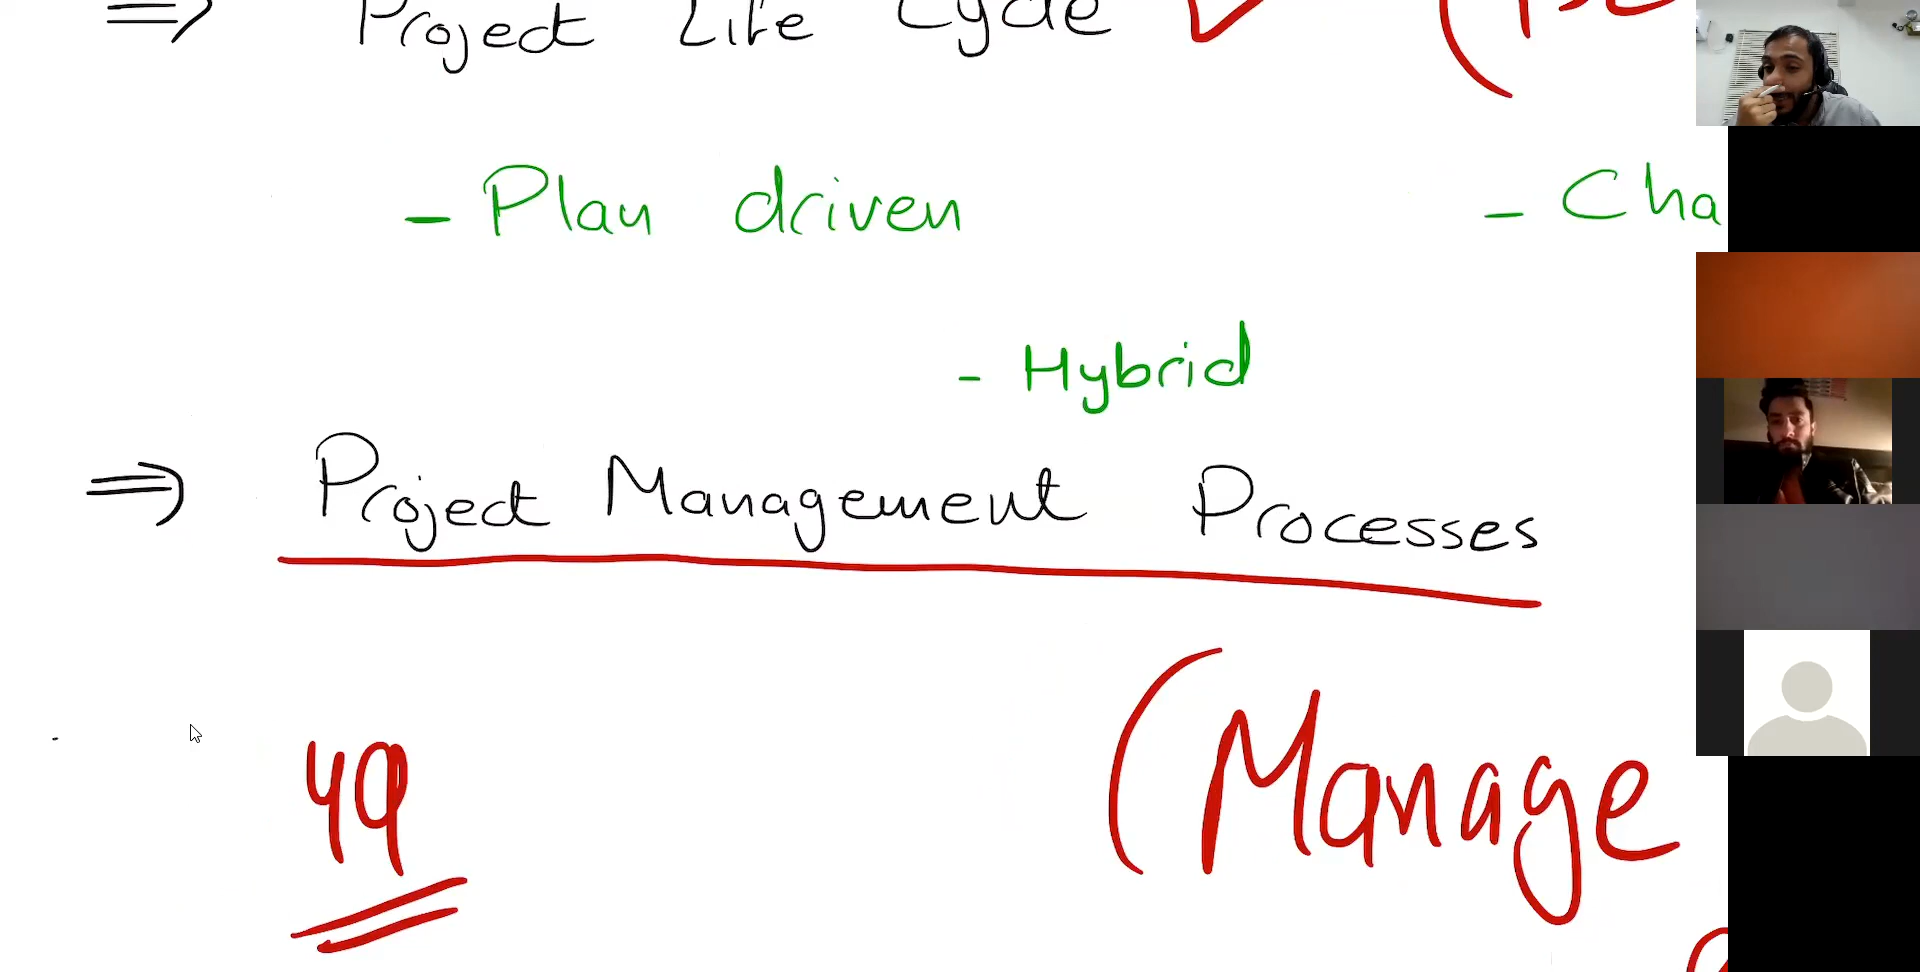 ⇒ Project Life Cycle
- Plan driven - Cha
- Hybrid
⇒ Project Management Processes
49 (Manage